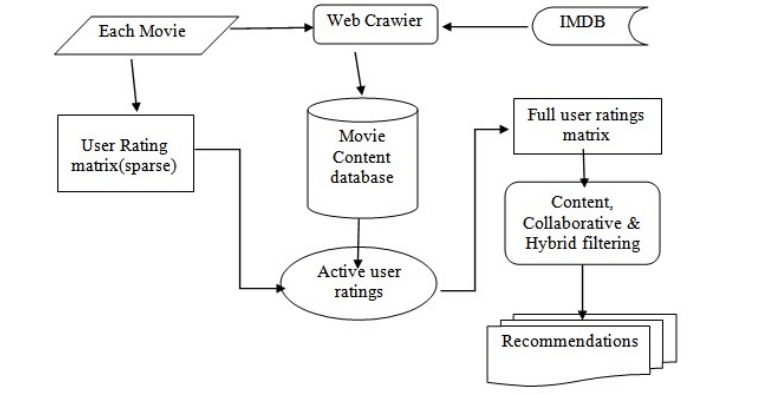 Each Movie
Web Crawier
IMDB
User Rating
matrix(sparse)
Movie
Content
database
Full user ratings
matrix
Content,
Collaborative &
Hybrid filtering
Active user
ratings
Recommendations